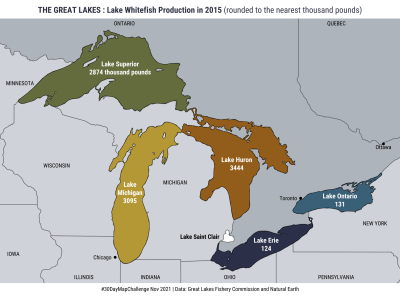 THE GREAT LAKES : Lake Whitefish Production in 2015 (rounded to the nearest thousand pounds)
ONTARIO
QUEBEC
Lake Superior
2874 thousand pounds
MINNESOTA
Ottawa
WISCONSIN
Lake Huron
3444
MICHIGAN
Lake
Michigan
3095
Toronto
Lake Ontario
131
NEW YORK
Lake Saint Clair
Lake Erie
124
IOWA
Chicago
ILLINOIS
INDIANA
OHIO
PENNSYLVANIA
#30DayMapChallenge Nov 2021 | Data: Great Lakes Fishery Commission and Natural Earth